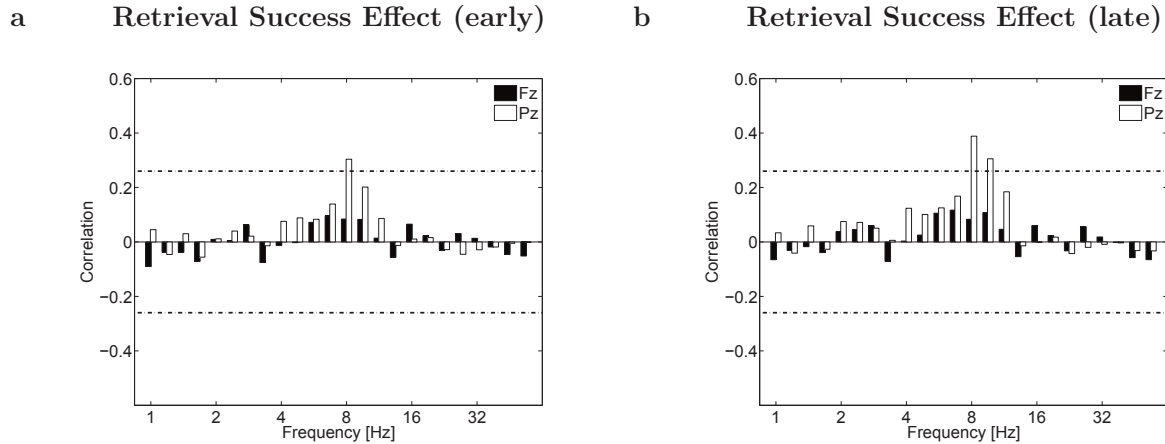 a Retrieval Success Effect (early)
0.6
0.4
0.2
0
−0.2
−0.4
Correlation
Fz
Pz
1 2 4 8 16 32
Frequency [Hz]
b Retrieval Success Effect (late)
0.6
0.4
0.2
0
−0.2
−0.4
Correlation
Fz
Pz
1 2 4 8 16 32
Frequency [Hz]